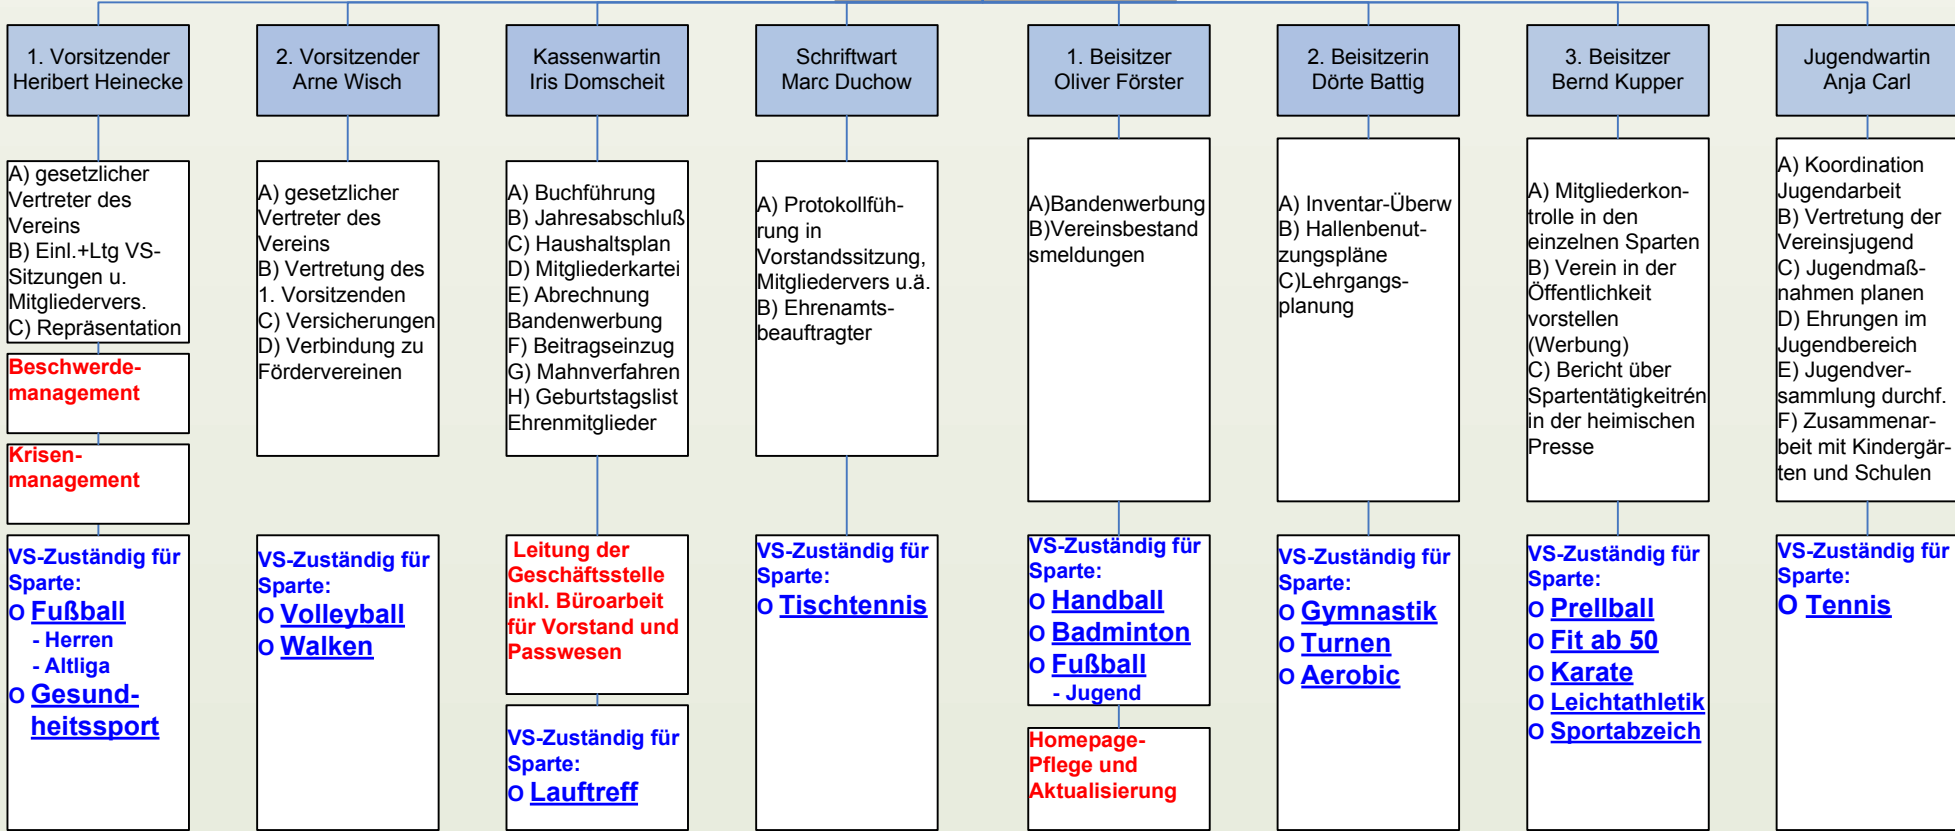 1. Vorsitzender
Heribert Heinecke
A) gesetzlicher
Vertreter des
Vereins
B) Einl.+Ltg VS-
Sitzungen u.
Mitgliedervers.
C) Repräsentation
Beschwerde-
management
Krisen-
management
VS-Zuständig für
Sparte:
O Fußball
- Herren
- Altliga
O Gesund-
heitssport
2. Vorsitzender
Arne Wisch
A) gesetzlicher
Vertreter des
Vereins
B) Vertretung des
1. Vorsitzenden
C) Versicherungen
D) Verbindung zu
Fördervereinen
VS-Zuständig für
Sparte:
O Volleyball
O Walken
Kassenwartin
Iris Domscheit
A) Buchführung
B) Jahresabschluß
C) Haushaltsplan
D) Mitgliederkartei
E) Abrechnung
Bandenwerbung
F) Beitragseinzug
G) Mahnverfahren
H) Geburtstagslist
Ehrenmitglieder
Leitung der
Geschäftsstelle
inkl. Büroarbeit
für Vorstand und
Passwesen
VS-Zuständig für
Sparte:
O Lauftreff
Schriftwart
Marc Duchow
A) Protokollfüh-
rung in
Vorstandssitzung,
Mitgliedervers u.ä.
B) Ehrenamts-
beauftragter
VS-Zuständig für
Sparte:
O Tischtennis
1. Beisitzer
Oliver Förster
A)Bandenwerbung
B)Vereinsbestand
smeldungen
VS-Zuständig für
Sparte:
O Handball
O Badminton
O Fußball
- Jugend
Homepage-
Pflege und
Aktualisierung
2. Beisitzerin
Dörte Battig
A) Inventar-Überw
B) Hallenbenut-
zungspläne
C)Lehrgangs-
planung
VS-Zuständig für
Sparte:
O Gymnastik
O Turnen
O Aerobic
3. Beisitzer
Bernd Kupper
A) Mitgliederkon-
trolle in den
einzelnen Sparten
B) Verein in der
Öffentlichkeit
vorstellen
(Werbung)
C) Bericht über
Spartentätigkeitrén
in der heimischen
Presse
VS-Zuständig für
Sparte:
O Prellball
O Fit ab 50
O Karate
O Leichtathletik
O Sportabzeich
Jugendwartin
Anja Carl
A) Koordination
Jugendarbeit
B) Vertretung der
Vereinsjugend
C) Jugendmaß-
nahmen planen
D) Ehrungen im
Jugendbereich
E) Jugendver-
sammlung durchf.
F) Zusammenar-
beit mit Kindergär-
ten und Schulen
VS-Zuständig für
Sparte:
O Tennis